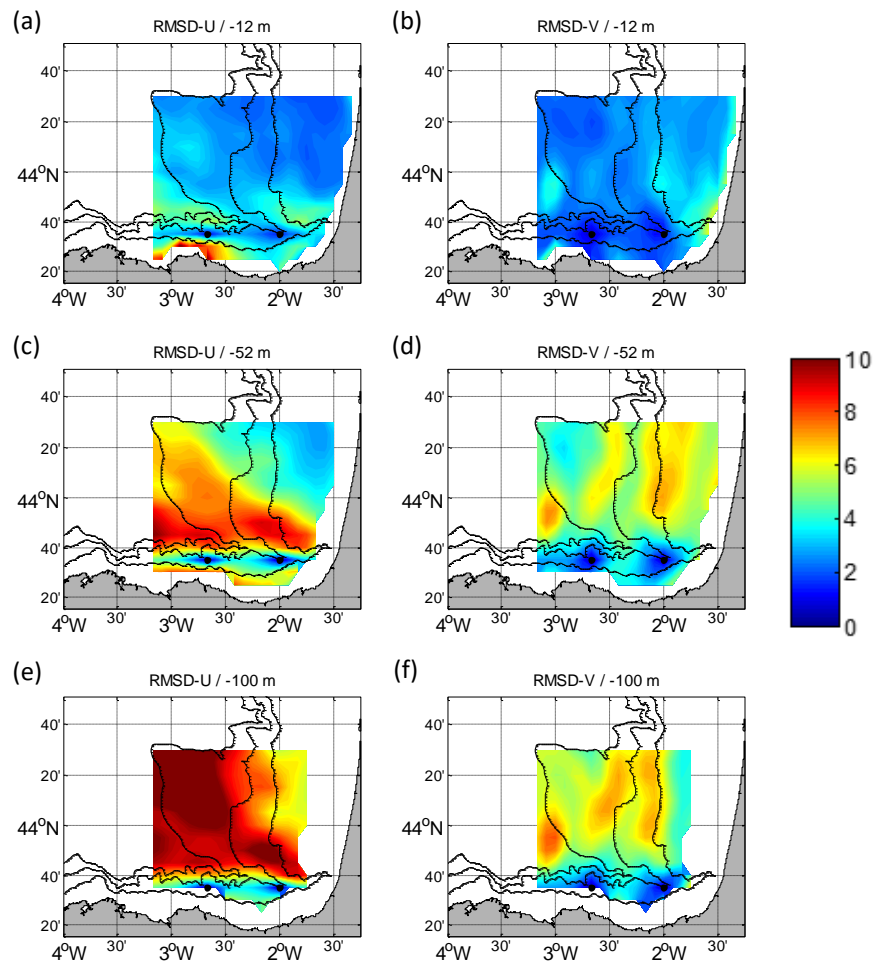 (a) RMSD-U / -12 m
40'
20'
44°N
40'
20'
4°W 30' 3°W 30' 2°W 30'
(b) RMSD-V / -12 m
40'
20'
44°N
40'
20'
4°W 30' 3°W 30' 2°W 30'
(c) RMSD-U / -52 m
40'
20'
44°N
40'
20'
4°W 30' 3°W 30' 2°W 30'
(d) RMSD-V / -52 m
40'
20'
44°N
40'
20'
4°W 30' 3°W 30' 2°W 30'
10
8
6
4
2
0
(e) RMSD-U / -100 m
40'
20'
44°N
40'
20'
4°W 30' 3°W 30' 2°W 30'
(f) RMSD-V / -100 m
40'
20'
44°N
40'
20'
4°W 30' 3°W 30' 2°W 30'